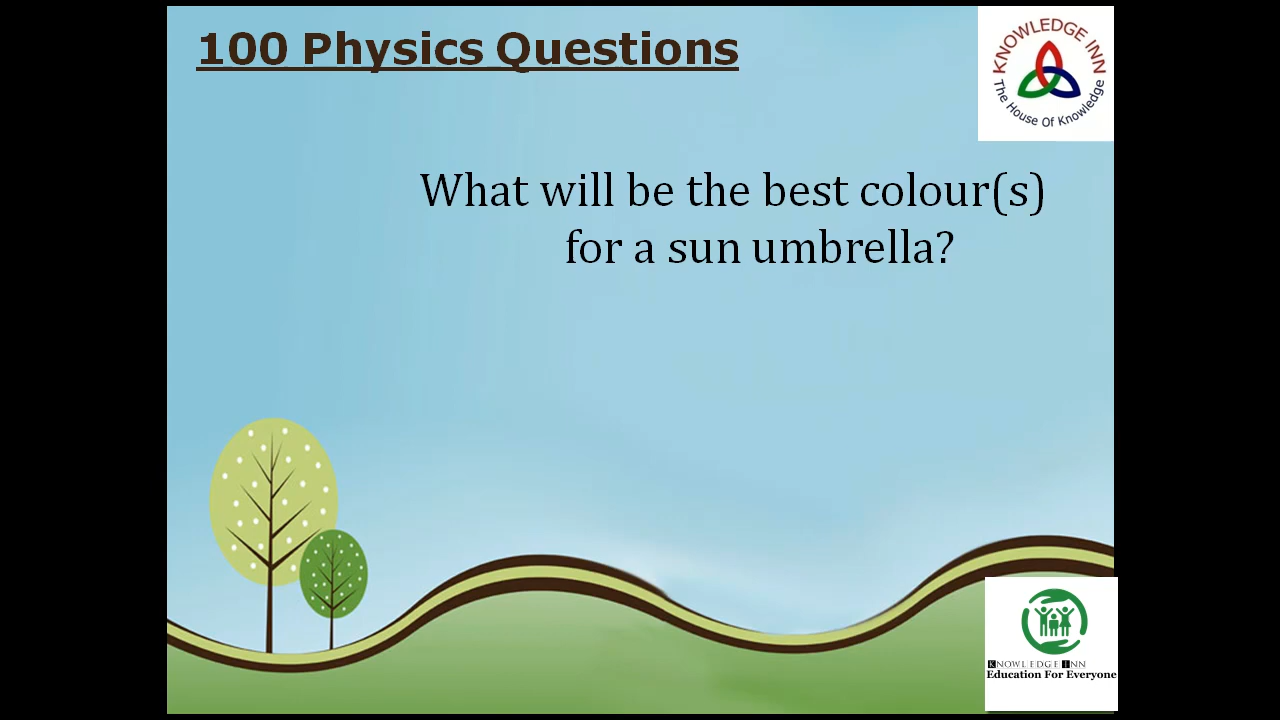 100 Physics Questions
KNOWLEDGE INN
The House Of Knowledge
What will be the best colour(s)
for a sun umbrella?
KNOWLEDGE INN
Education For Everyone